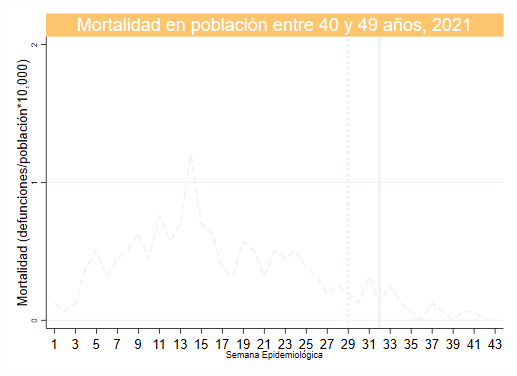 Mortalidad en población entre 40 y 49 años, 2021
Mortalidad (defunciones/población*10,000)
2
1
0
1 3 5 7 9 11 13 15 17 19 21 23 25 27 29 31 33 35 37 39 41 43
Semana Epidemiológica